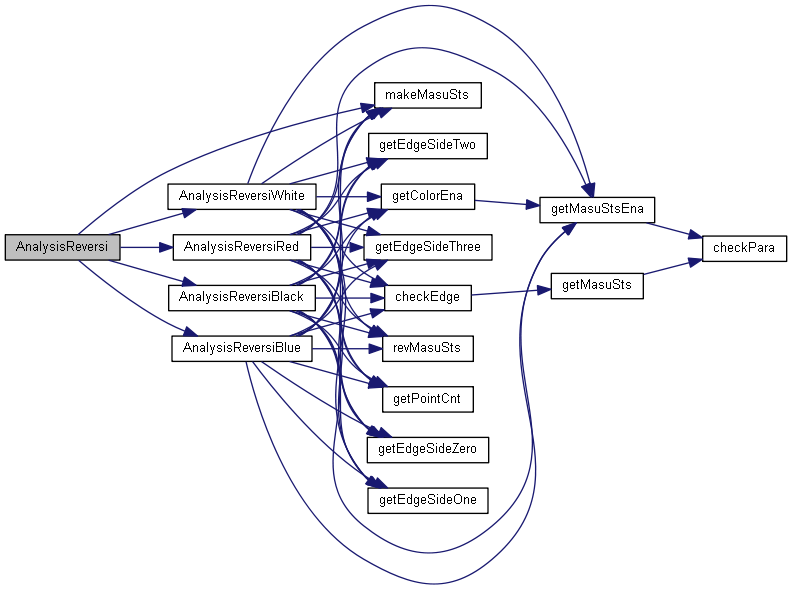 AnalysisReversi
AnalysisReversiWhite
AnalysisReversiRed
AnalysisReversiBlack
AnalysisReversiBlue
makeMasuSts
getEdgeSideTwo
getColorEna
getEdgeSideThree
checkEdge
revMasuSts
getPointCnt
getEdgeSideZero
getEdgeSideOne
getMasuStsEna
getMasuSts
checkPara